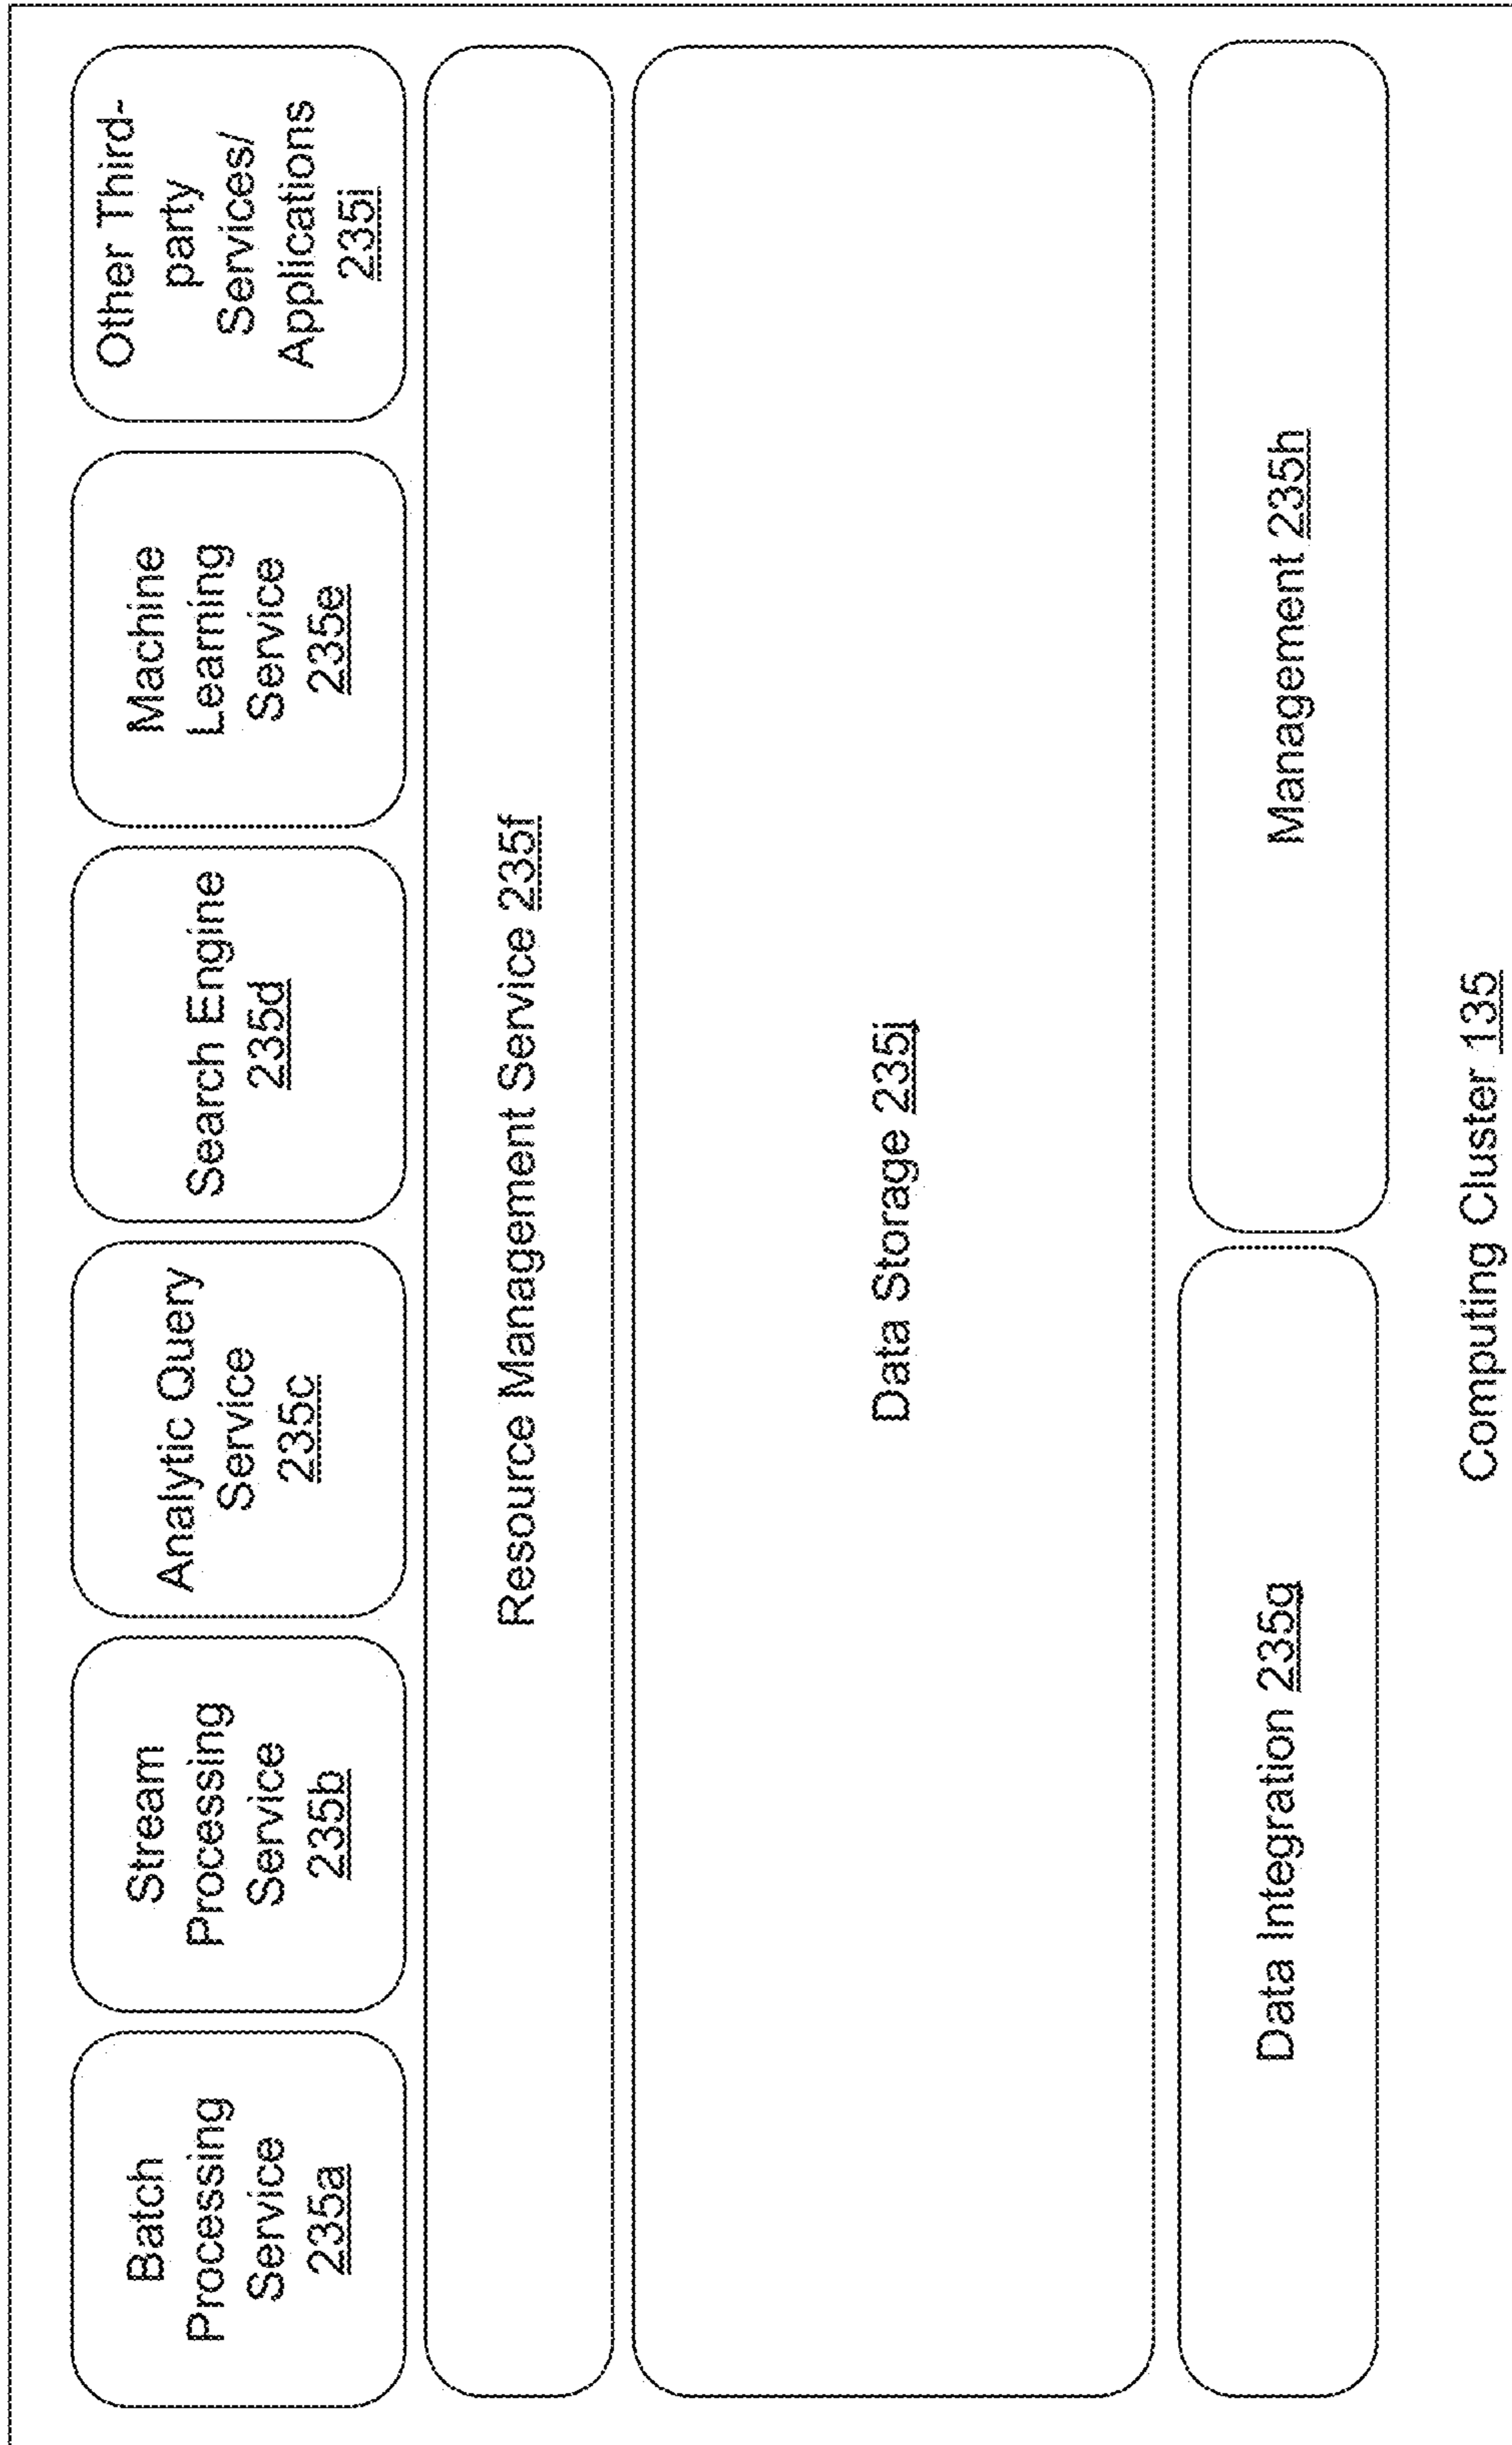 Batch
Processing
Service
235a
Stream
Processing
Service
235b
Analytic Query
Service
235c
Search Engine
235d
Machine
Learning
Service
235e
Other Third-
party
Services/
Applications
235i
Resource Management Service 235f
Data Storage 235j
Data Integration 235g
Management 235h
Computing Cluster 135